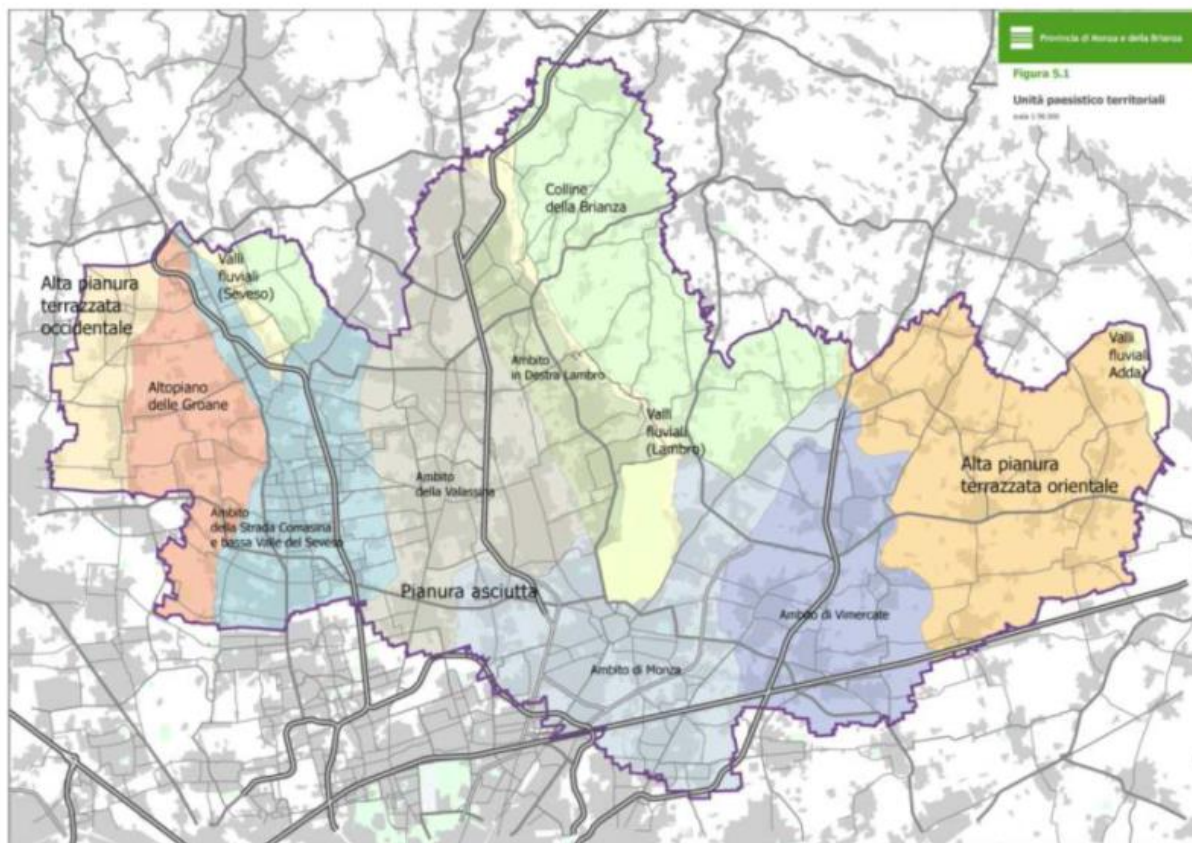 Provincia di Monza e della Brianza
Figura 5.1
Unità paesistico territoriali
Colline
della Brianza
Valli
fluviali
(Seveso)
Alta pianura
terrazzata
occidentale
Altopiano
delle Groane
Ambito
in Destra Lambro
Valli
fluviali
Adda)
Valli
fluviali
(Lambro)
Alta pianura
terrazzata orientale
Ambito
della Valassina
Ambito
della Strada Comasina
e bassa Valle del Seveso
Pianura asciutta
Ambito di Vimercate
Ambito di Monza